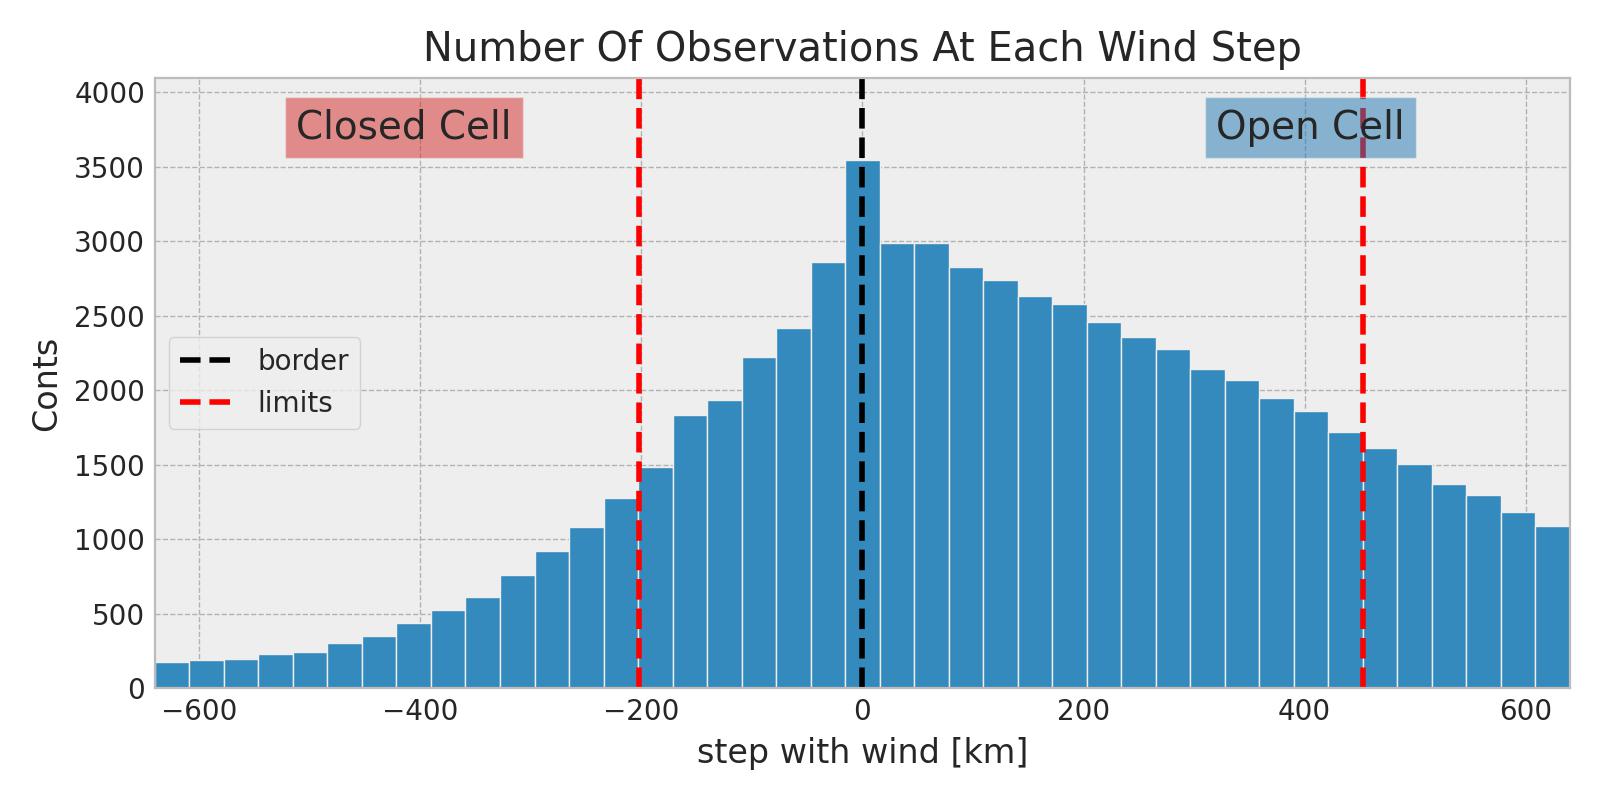 Number Of Observations At Each Wind Step
4000
3500
3000
2500
2000
1500
1000
500
0
Conts
Closed Cell
Open Cell
border
limits
−600
−400
−200
0
200
400
600
step with wind [km]